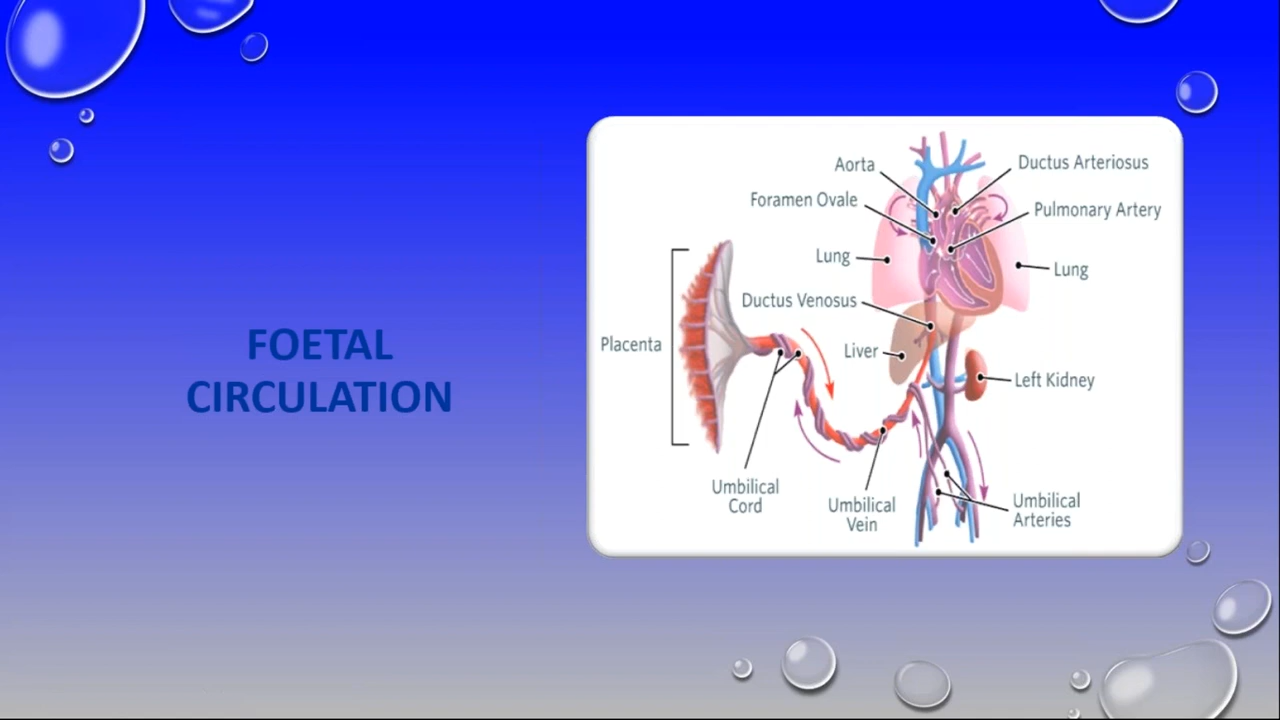 FOETAL
CIRCULATION
Aorta
Ductus Arteriosus
Foramen Ovale
Pulmonary Artery
Lung
Lung
Ductus Venosus
Placenta
Liver
Left Kidney
Umbilical
Cord
Umbilical
Vein
Umbilical
Arteries